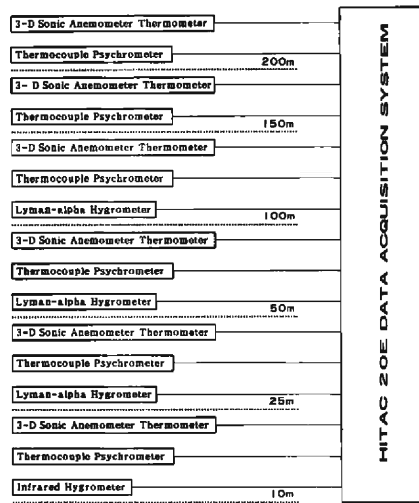 3-D Sonic Anemometer Thermometer
Thermocouple Psychrometer
200m
3- D Sonic Anemometer Thermometer
Thermocouple Psychrometer
150m
3-D Sonic Anemometer Thermometer
Thermocouple Psychrometer
Lyman-alpha Hygrometer
100m
3-D Sonic Anemometer Thermometer
Thermocouple Psychrometer
Lyman-alpha Hygrometer
50m
3-D Sonic Anemometer Thermometer
Thermocouple Psychrometer
Lyman-alpha Hygrometer
25m
3-D Sonic Anemometer Thermometer
Thermocouple Psychrometer
Infrared Hygrometer
10m
HITAC 20E DATA ACQUISITION SYSTEM